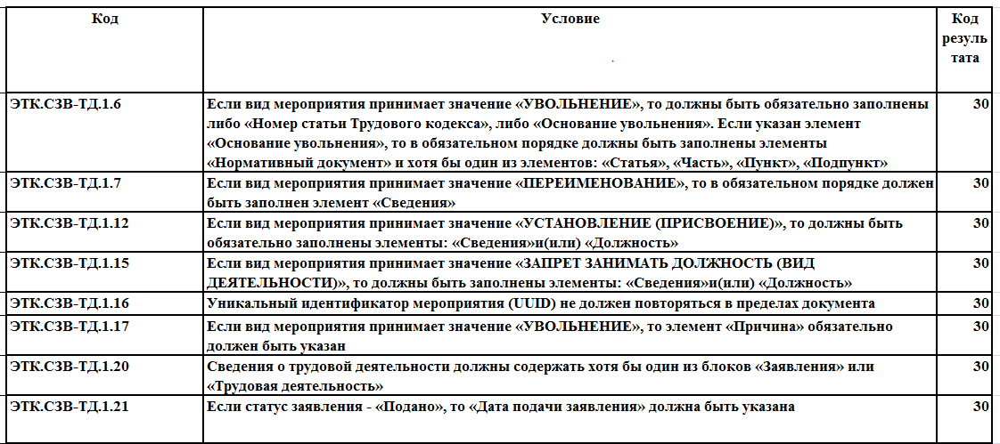 Код
Условие
Код
резуль
тата
ЭТК.СЗВ-ТД.1.6
Если вид мероприятия принимает значение «УВОЛЬНЕНИЕ», то должны быть обязательно заполнены
либо «Номер статьи Трудового кодекса», либо «Основание увольнения». Если указан элемент
«Основание увольнения», то в обязательном порядке должны быть заполнены элементы
«Нормативный документ» и хотя бы один из элементов: «Статья», «Часть», «Пункт», «Подпункт»
30
ЭТК.СЗВ-ТД.1.7
Если вид мероприятия принимает значение «ПЕРЕИМЕНОВАНИЕ», то в обязательном порядке должен
быть заполнен элемент «Сведения»
30
ЭТК.СЗВ-ТД.1.12
Если вид мероприятия принимает значение «УСТАНОВЛЕНИЕ (ПРИСВОЕНИЕ)», то должны быть
обязательно заполнены элементы: «Сведения»и(или) «Должность»
30
ЭТК.СЗВ-ТД.1.15
Если вид мероприятия принимает значение «ЗАПРЕТ ЗАНИМАТЬ ДОЛЖНОСТЬ (ВИД
ДЕЯТЕЛЬНОСТИ)», то должны быть заполнены элементы: «Сведения»и(или) «Должность»
30
ЭТК.СЗВ-ТД.1.16
Уникальный идентификатор мероприятия (UUID) не должен повторяться в пределах документа
30
ЭТК.СЗВ-ТД.1.17
Если вид мероприятия принимает значение «УВОЛЬНЕНИЕ», то элемент «Причина» обязательно
должен быть указан
30
ЭТК.СЗВ-ТД.1.20
Сведения о трудовой деятельности должны содержать хотя бы один из блоков «Заявления» или
«Трудовая деятельность»
30
ЭТК.СЗВ-ТД.1.21
Если статус заявления - «Подано», то «Дата подачи заявления» должна быть указана
30